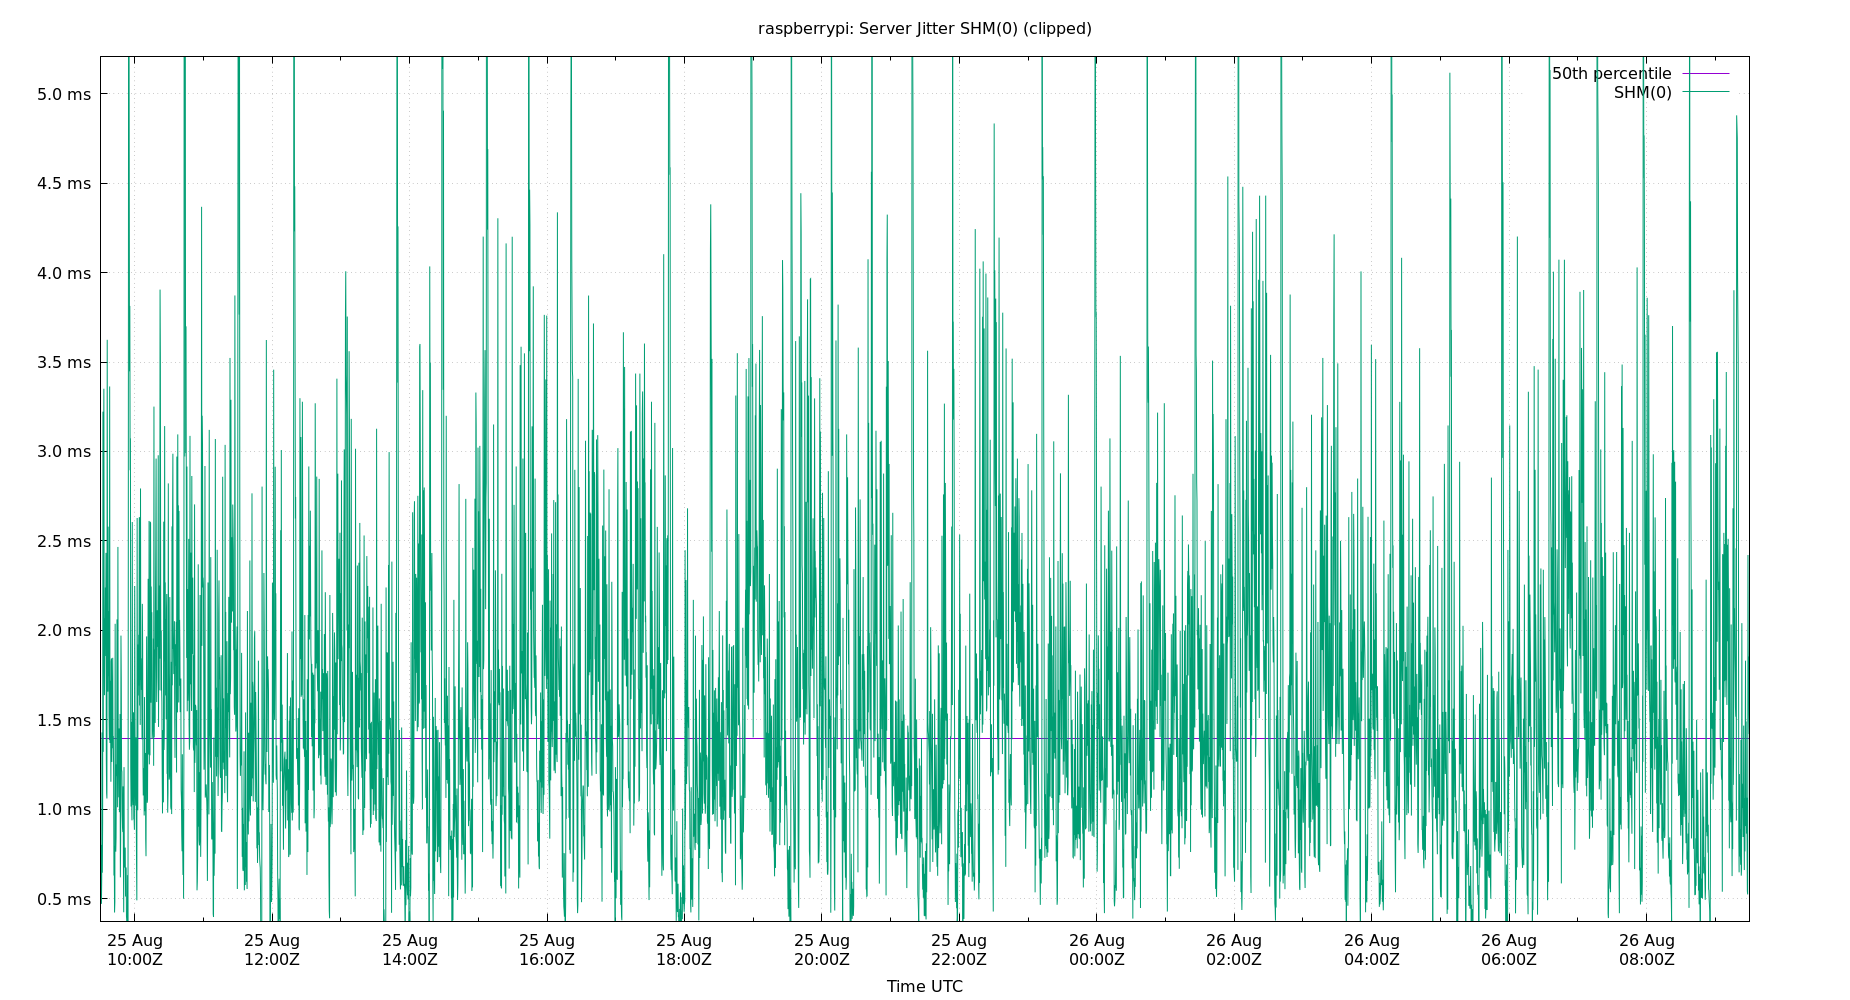 raspberrypi: Server Jitter SHM(0) (clipped)
50th percentile
SHM(0)
5.0 ms
4.5 ms
4.0 ms
3.5 ms
3.0 ms
2.5 ms
2.0 ms
1.5 ms
1.0 ms
0.5 ms
25 Aug 25 Aug 25 Aug 25 Aug 25 Aug 25 Aug 25 Aug 26 Aug 26 Aug 26 Aug 26 Aug 26 Aug
10:00Z 12:00Z 14:00Z 16:00Z 18:00Z 20:00Z 22:00Z 00:00Z 02:00Z 04:00Z 06:00Z 08:00Z
Time UTC